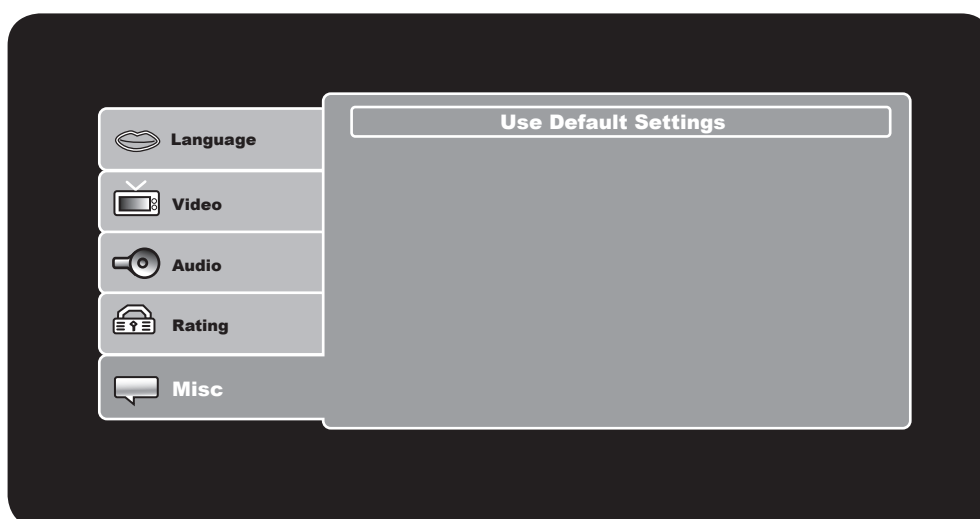 Language
Video
Audio
Rating
Misc
Use Default Settings